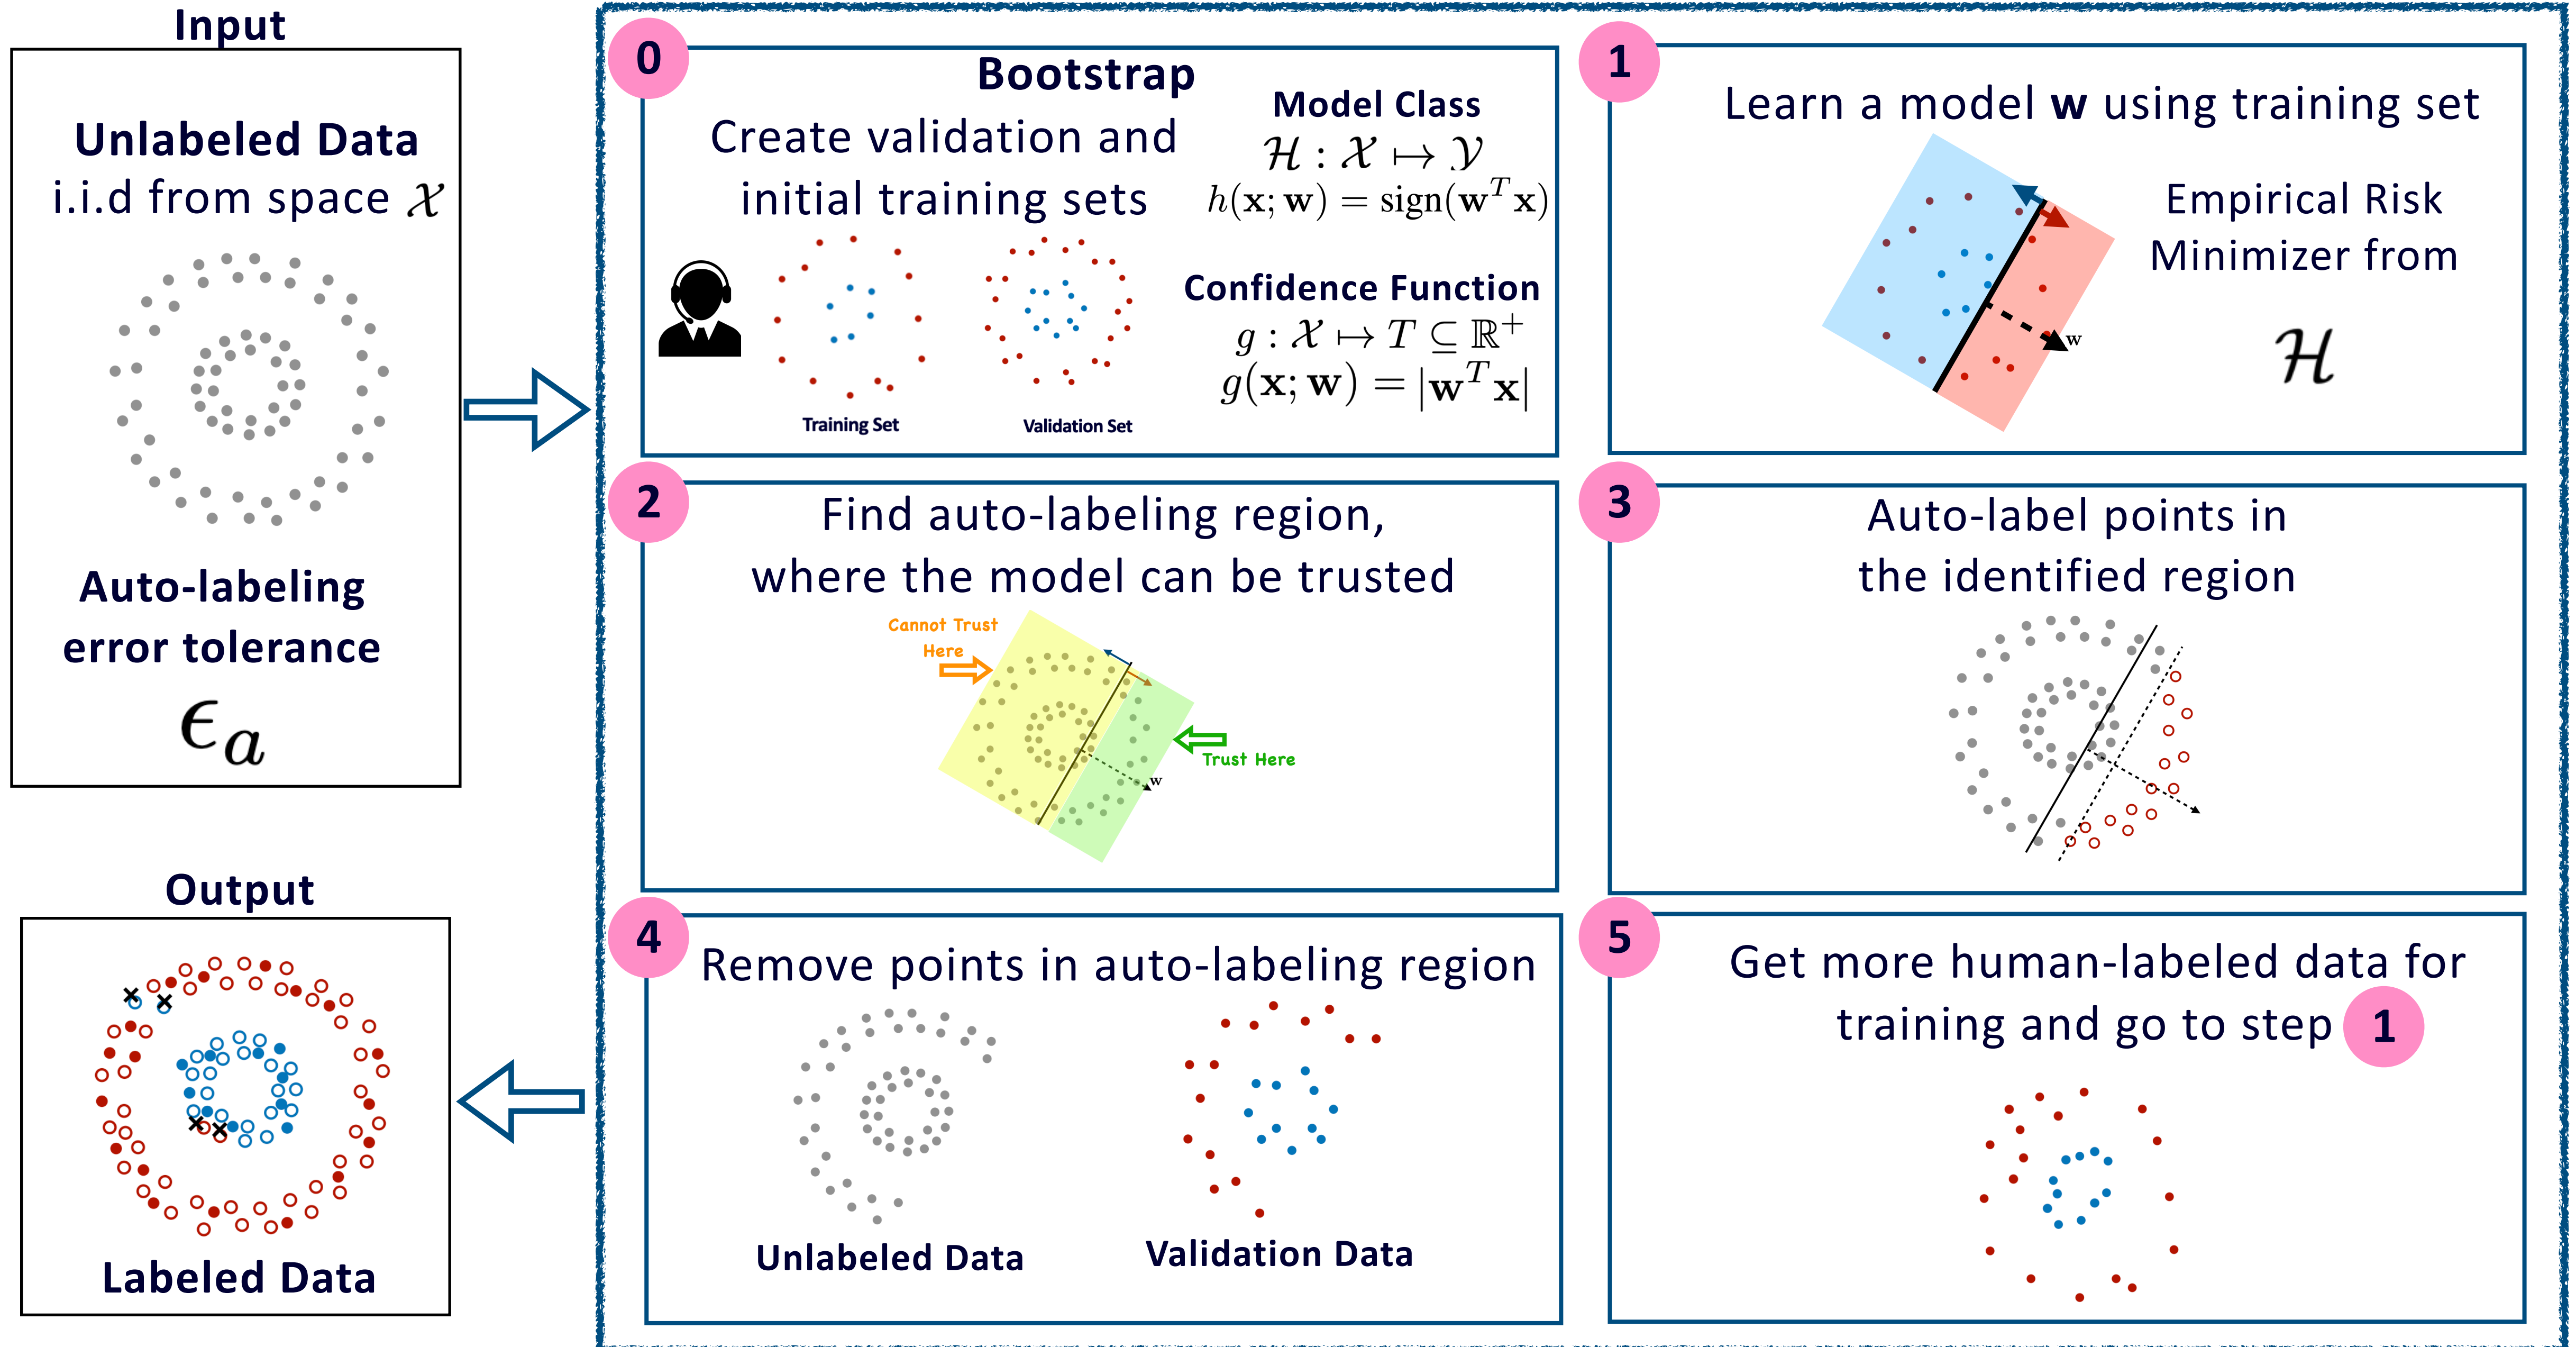 Input
Unlabeled Data
i.i.d from space 𝒳
Auto-labeling
error tolerance
ϵₐ
0
Bootstrap
Create validation and
initial training sets
Training Set
Validation Set
Model Class
ℋ : 𝒳 ↦ 𝒴
h(x; w) = sign(wᵀx)
Confidence Function
g : 𝒳 ↦ T ⊆ ℝ⁺
g(x; w) = |wᵀx|
1
Learn a model w using training set
Empirical Risk
Minimizer from
ℋ
w
2
Find auto-labeling region,
where the model can be trusted
Cannot Trust
Here
Trust Here
w
3
Auto-label points in
the identified region
4
Remove points in auto-labeling region
Unlabeled Data
Validation Data
5
Get more human-labeled data for
training and go to step 1
Output
Labeled Data